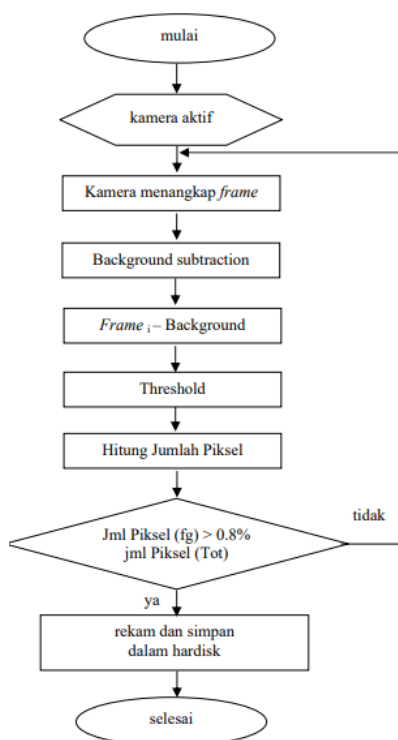 mulai
kamera aktif
Kamera menangkap frame
Background subtraction
Frame i – Background
Threshold
Hitung Jumlah Piksel
Jml Piksel (fg) > 0.8%
jml Piksel (Tot)
tidak
ya
rekam dan simpan
dalam hardisk
selesai